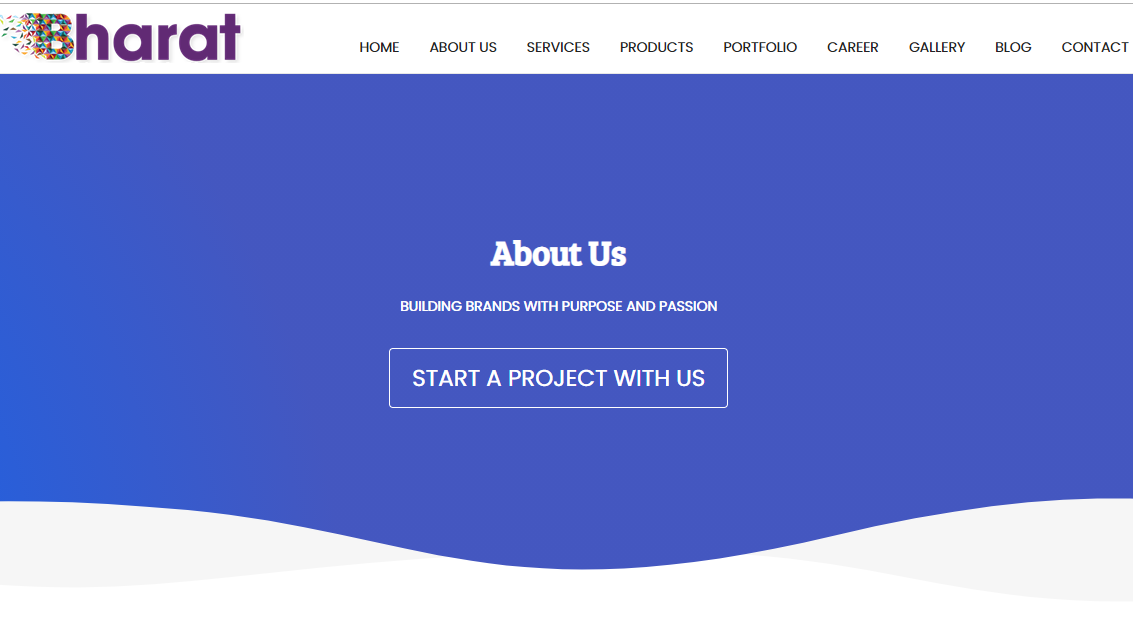 Bharat
HOME ABOUT US SERVICES PRODUCTS PORTFOLIO CAREER GALLERY BLOG CONTACT
About Us
BUILDING BRANDS WITH PURPOSE AND PASSION
START A PROJECT WITH US